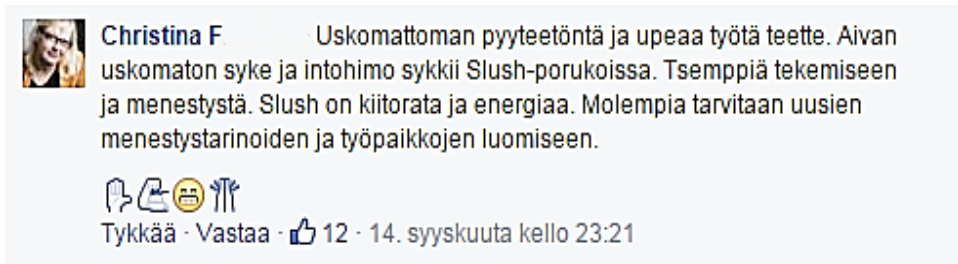 Christina F. Uskomattoman pyyteetöntä ja upeaa työtä teette. Aivan
uskomaton syke ja intohimo sykkii Slush-porukoissa. Tsemppiä tekemiseen
ja menestystä. Slush on kiitorata ja energiaa. Molempia tarvitaan uusien
menestystarinoiden ja työpaikkojen luomiseen.
Tykkää · Vastaa · 12 · 14. syyskuuta kello 23:21